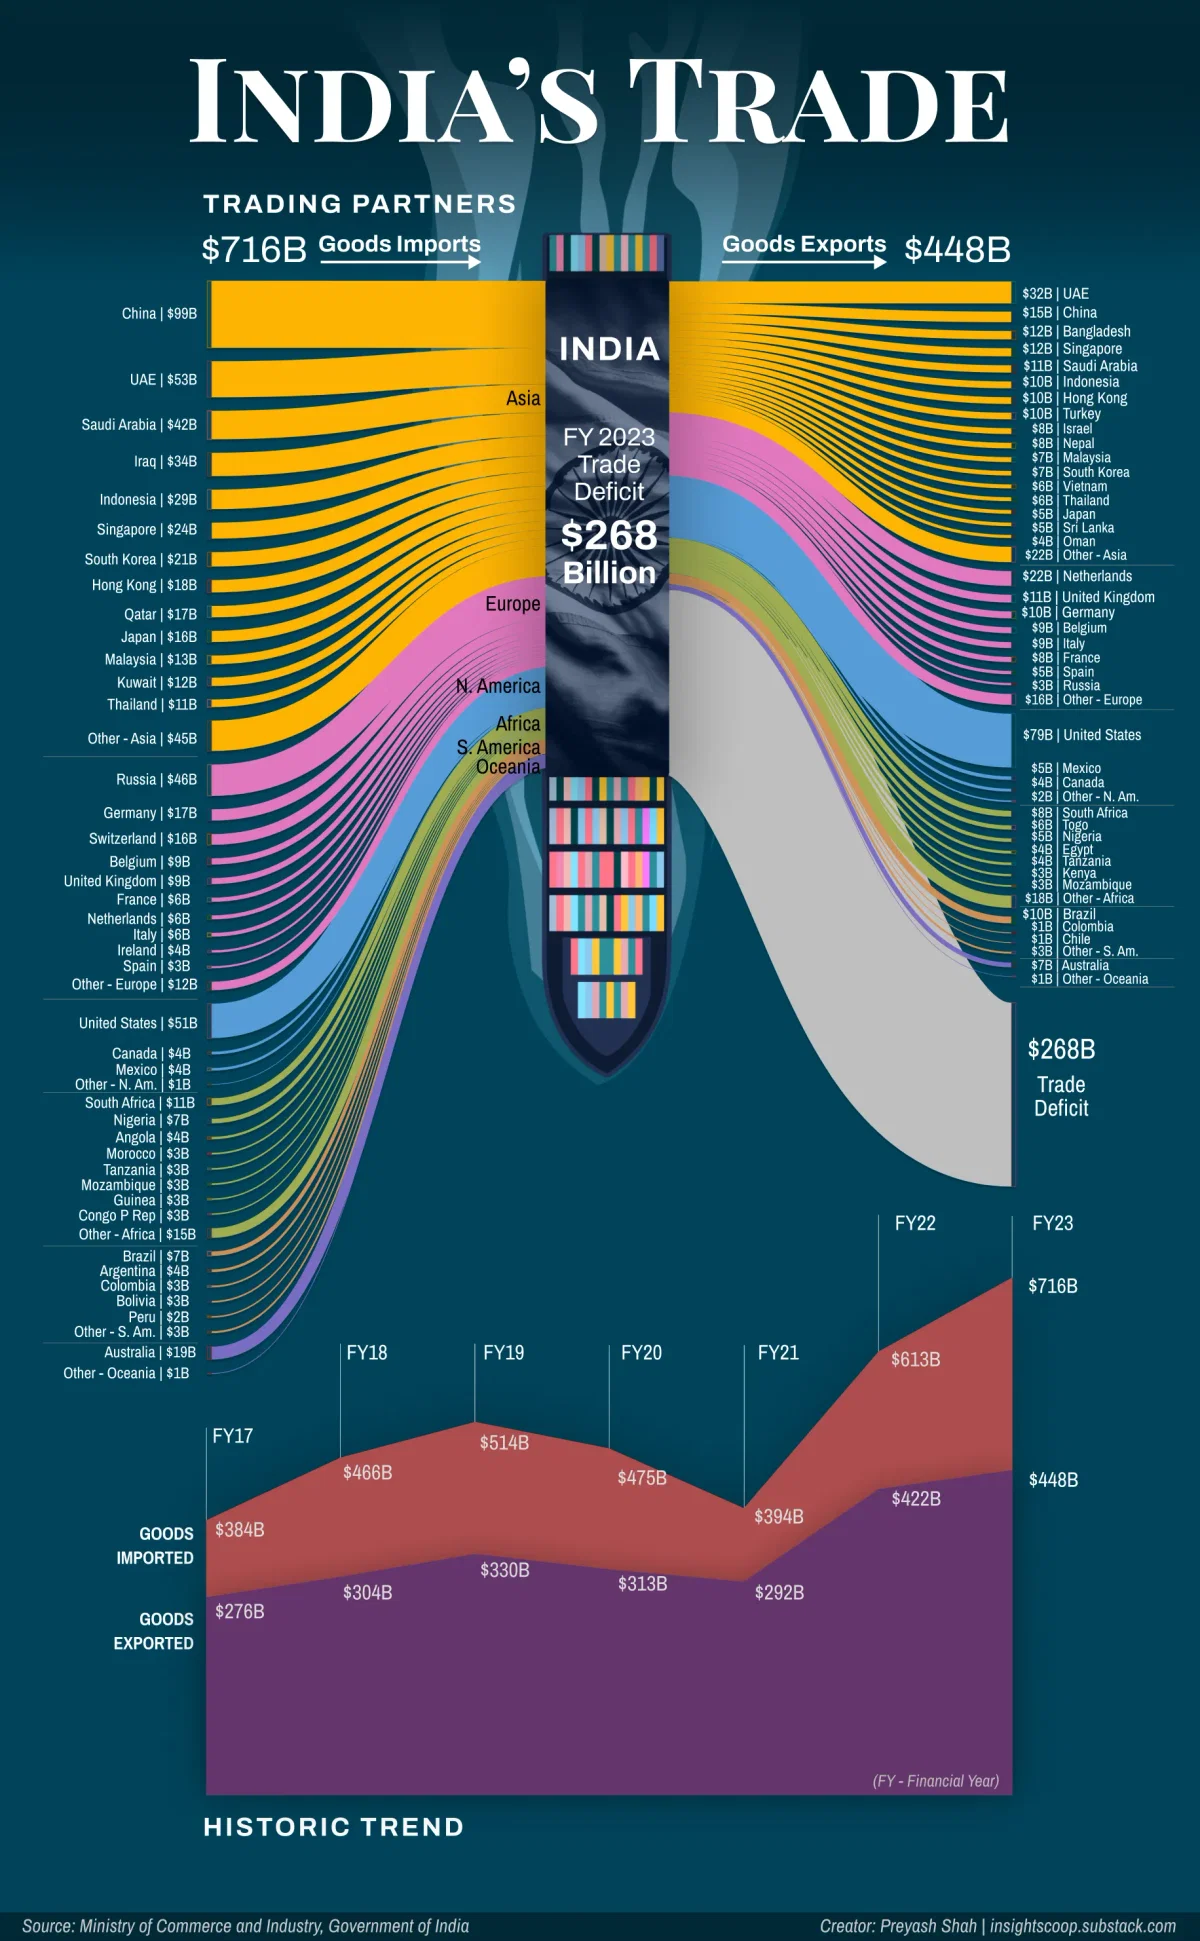 INDIA'S TRADE
TRADING PARTNERS
$716B Goods Imports
Goods Exports $448B
China | $99B
UAE | $53B
Saudi Arabia | $42B
Iraq | $34B
Indonesia | $29B
Singapore | $24B
South Korea | $21B
Hong Kong | $18B
Qatar | $17B
Japan | $16B
Malaysia | $13B
Kuwait | $12B
Thailand | $11B
Other - Asia | $45B
Russia | $46B
Germany | $17B
Switzerland | $16B
Belgium | $9B
United Kingdom | $9B
France | $6B
Netherlands | $6B
Italy | $6B
Ireland | $4B
Spain | $3B
Other - Europe | $12B
United States | $51B
Canada | $4B
Mexico | $4B
Other - N. Am. | $1B
South Africa | $11B
Nigeria | $7B
Angola | $4B
Morocco | $3B
Tanzania | $3B
Mozambique | $3B
Guinea | $3B
Congo P Rep | $3B
Other - Africa | $15B
Brazil | $7B
Argentina | $4B
Colombia | $3B
Bolivia | $3B
Peru | $2B
Other - S. Am. | $3B
Australia | $19B
Other - Oceania | $1B
Asia
Europe
N. America
Africa
S. America
Oceania
INDIA
FY 2023
Trade
Deficit
$268
Billion
$32B | UAE
$15B | China
$12B | Bangladesh
$12B | Singapore
$11B | Saudi Arabia
$10B | Indonesia
$10B | Hong Kong
$10B | Turkey
$8B | Israel
$8B | Nepal
$7B | Malaysia
$7B | South Korea
$6B | Vietnam
$6B | Thailand
$5B | Japan
$5B | Sri Lanka
$4B | Oman
$22B | Other - Asia
$22B | Netherlands
$11B | United Kingdom
$10B | Germany
$9B | Belgium
$9B | Italy
$8B | France
$5B | Spain
$3B | Russia
$16B | Other - Europe
$79B | United States
$5B | Mexico
$4B | Canada
$2B | Other - N. Am.
$8B | South Africa
$6B | Togo
$5B | Nigeria
$4B | Egypt
$4B | Tanzania
$3B | Kenya
$3B | Mozambique
$18B | Other - Africa
$10B | Brazil
$1B | Colombia
$1B | Chile
$3B | Other - S. Am.
$7B | Australia
$1B | Other - Oceania
$268B
Trade
Deficit
FY17
FY18
FY19
FY20
FY21
FY22
FY23
GOODS
IMPORTED
$384B
$466B
$514B
$475B
$394B
$613B
$716B
GOODS
EXPORTED
$276B
$304B
$330B
$313B
$292B
$422B
$448B
(FY - Financial Year)
HISTORIC TREND
Source: Ministry of Commerce and Industry, Government of India
Creator: Preyash Shah | insightscoop.substack.com